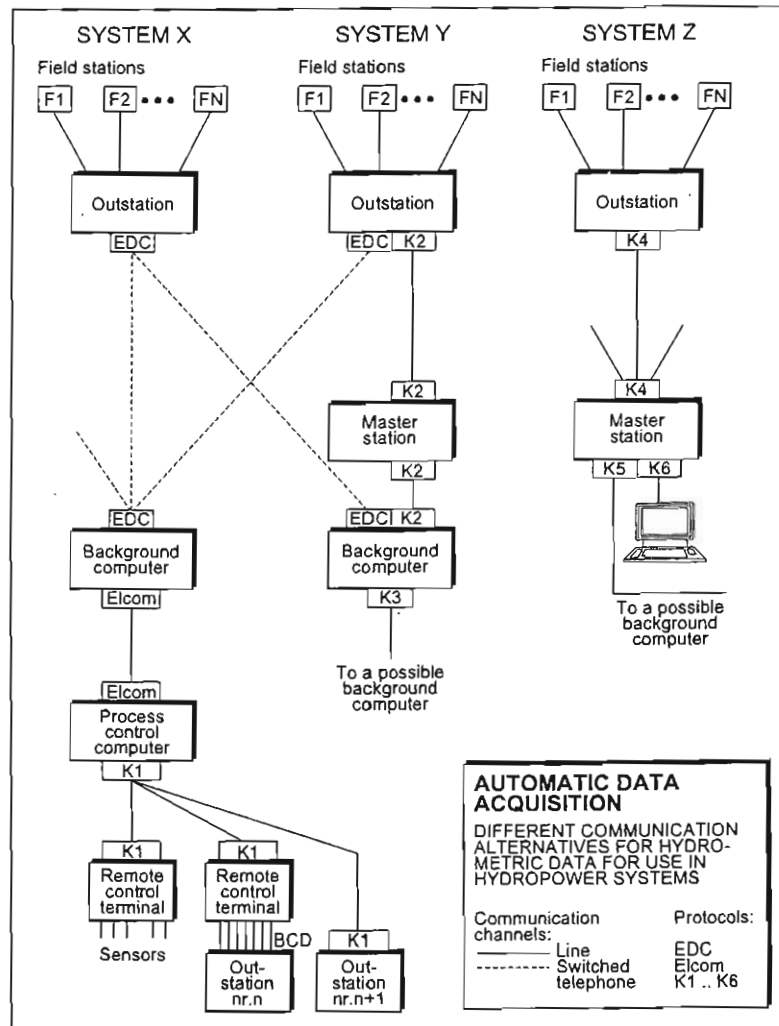 SYSTEM X
Field stations
F1 F2 ••• FN
Outstation
EDC
EDC
Background
computer
Elcom
Elcom
Process
control
computer
K1
K1
Remote
control
terminal
Sensors
K1
Remote
control
terminal
BCD
Out-
station
nr.n
K1
Out-
station
nr.n+1
SYSTEM Y
Field stations
F1 F2 ••• FN
Outstation
EDC K2
K2
Master
station
K2
EDC K2
Background
computer
K3
To a possible
background
computer
SYSTEM Z
Field stations
F1 F2 ••• FN
Outstation
K4
K4
Master
station
K5 K6
To a possible
background
computer
AUTOMATIC DATA
ACQUISITION
DIFFERENT COMMUNICATION
ALTERNATIVES FOR HYDRO-
METRIC DATA FOR USE IN
HYDROPOWER SYSTEMS
Communication
channels:
Line
Switched
telephone
Protocols:
EDC
Elcom
K1 .. K6